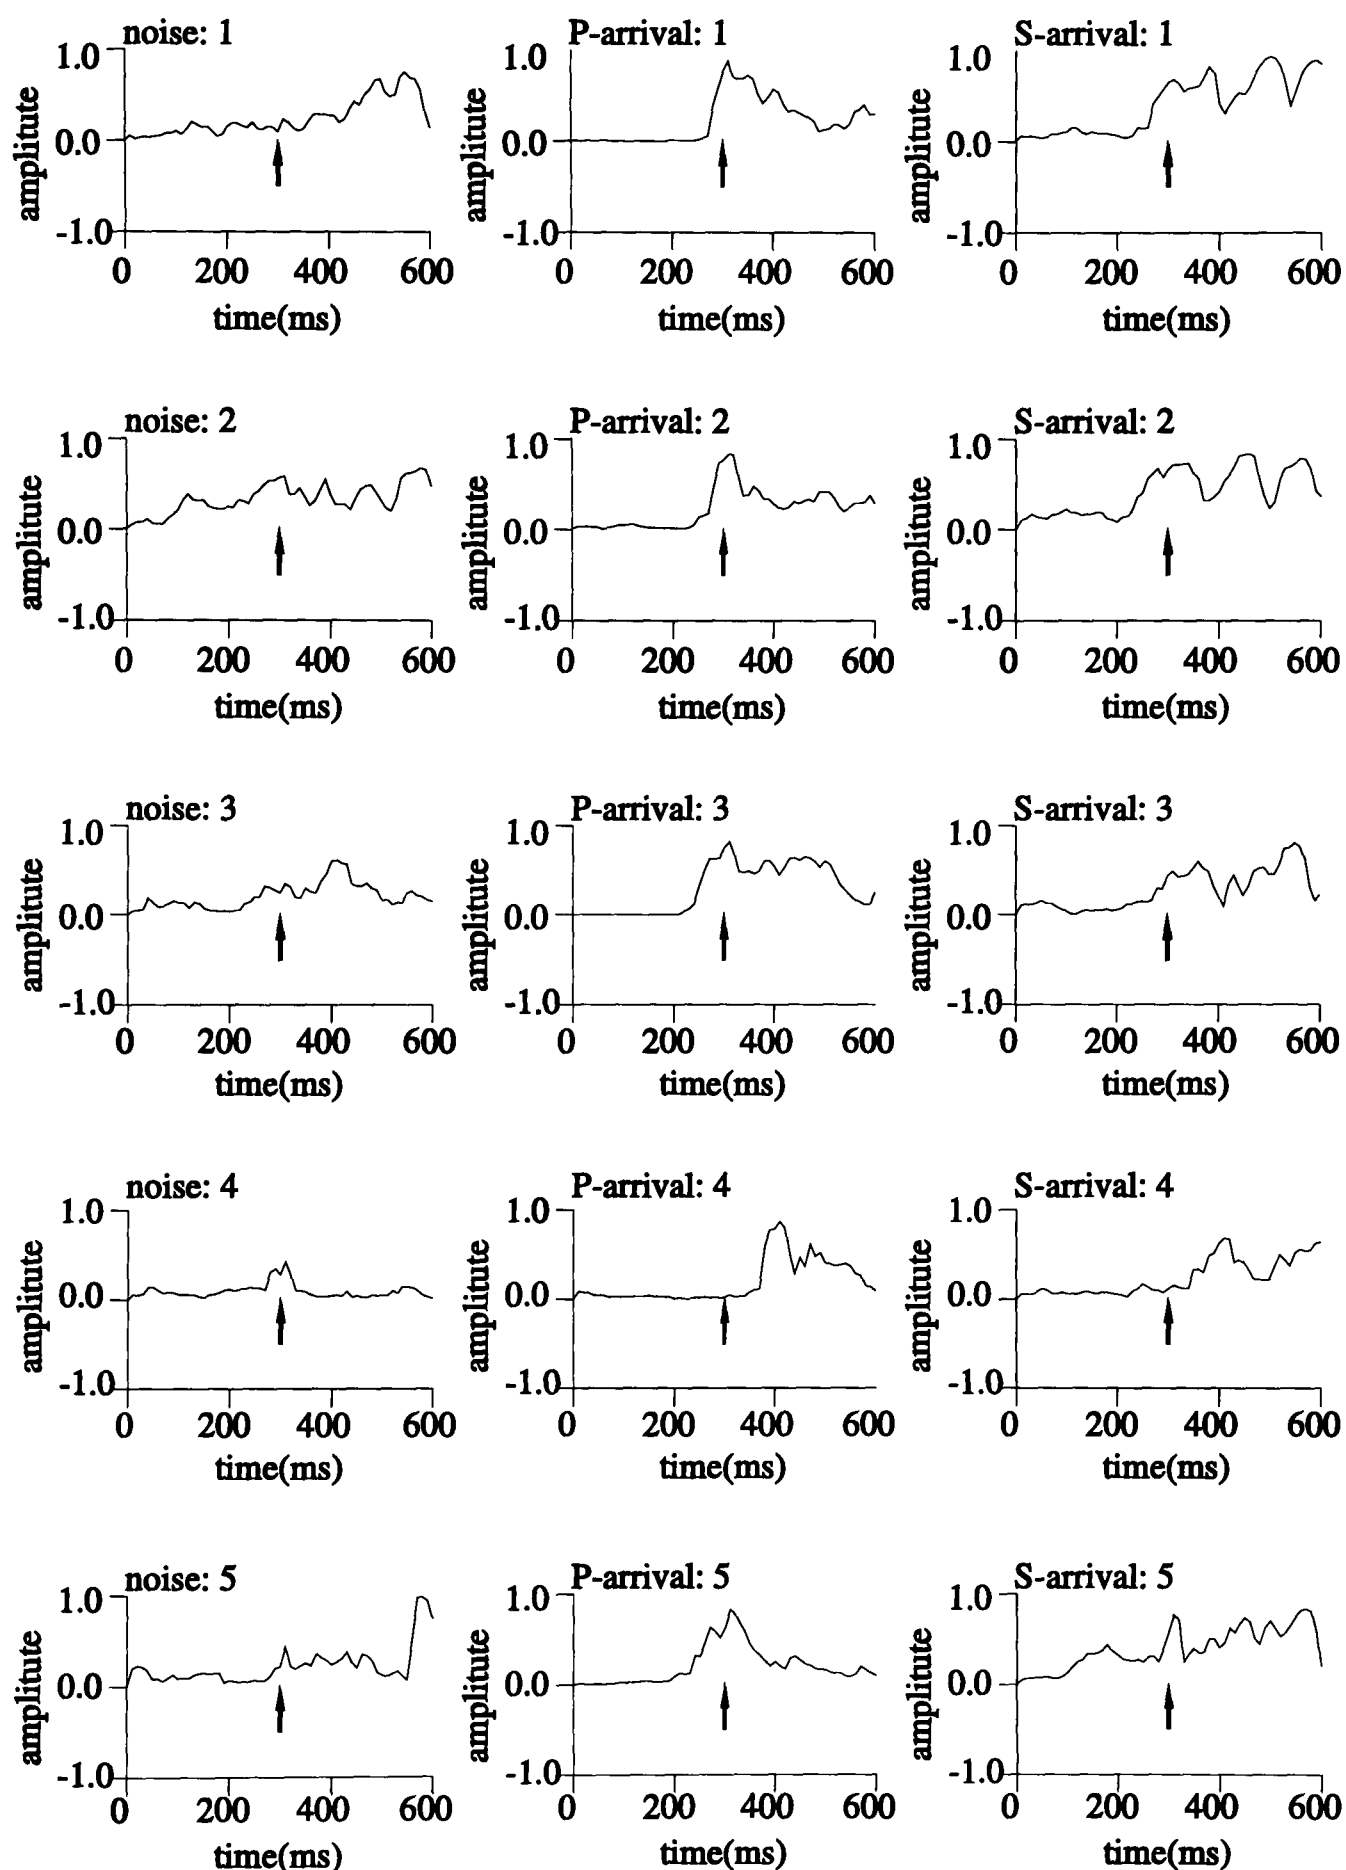 noise: 1 P-arrival: 1 S-arrival: 1
1.0 1.0 1.0
amplitute amplitute amplitute
0.0 0.0 0.0
-1.0 -1.0 -1.0
0 200 400 600 0 200 400 600 0 200 400 600
time(ms) time(ms) time(ms)
noise: 2 P-arrival: 2 S-arrival: 2
1.0 1.0 1.0
amplitute amplitute amplitute
0.0 0.0 0.0
-1.0 -1.0 -1.0
0 200 400 600 0 200 400 600 0 200 400 600
time(ms) time(ms) time(ms)
noise: 3 P-arrival: 3 S-arrival: 3
1.0 1.0 1.0
amplitute amplitute amplitute
0.0 0.0 0.0
-1.0 -1.0 -1.0
0 200 400 600 0 200 400 600 0 200 400 600
time(ms) time(ms) time(ms)
noise: 4 P-arrival: 4 S-arrival: 4
1.0 1.0 1.0
amplitute amplitute amplitute
0.0 0.0 0.0
-1.0 -1.0 -1.0
0 200 400 600 0 200 400 600 0 200 400 600
time(ms) time(ms) time(ms)
noise: 5 P-arrival: 5 S-arrival: 5
1.0 1.0 1.0
amplitute amplitute amplitute
0.0 0.0 0.0
-1.0 -1.0 -1.0
0 200 400 600 0 200 400 600 0 200 400 600
time(ms) time(ms) time(ms)